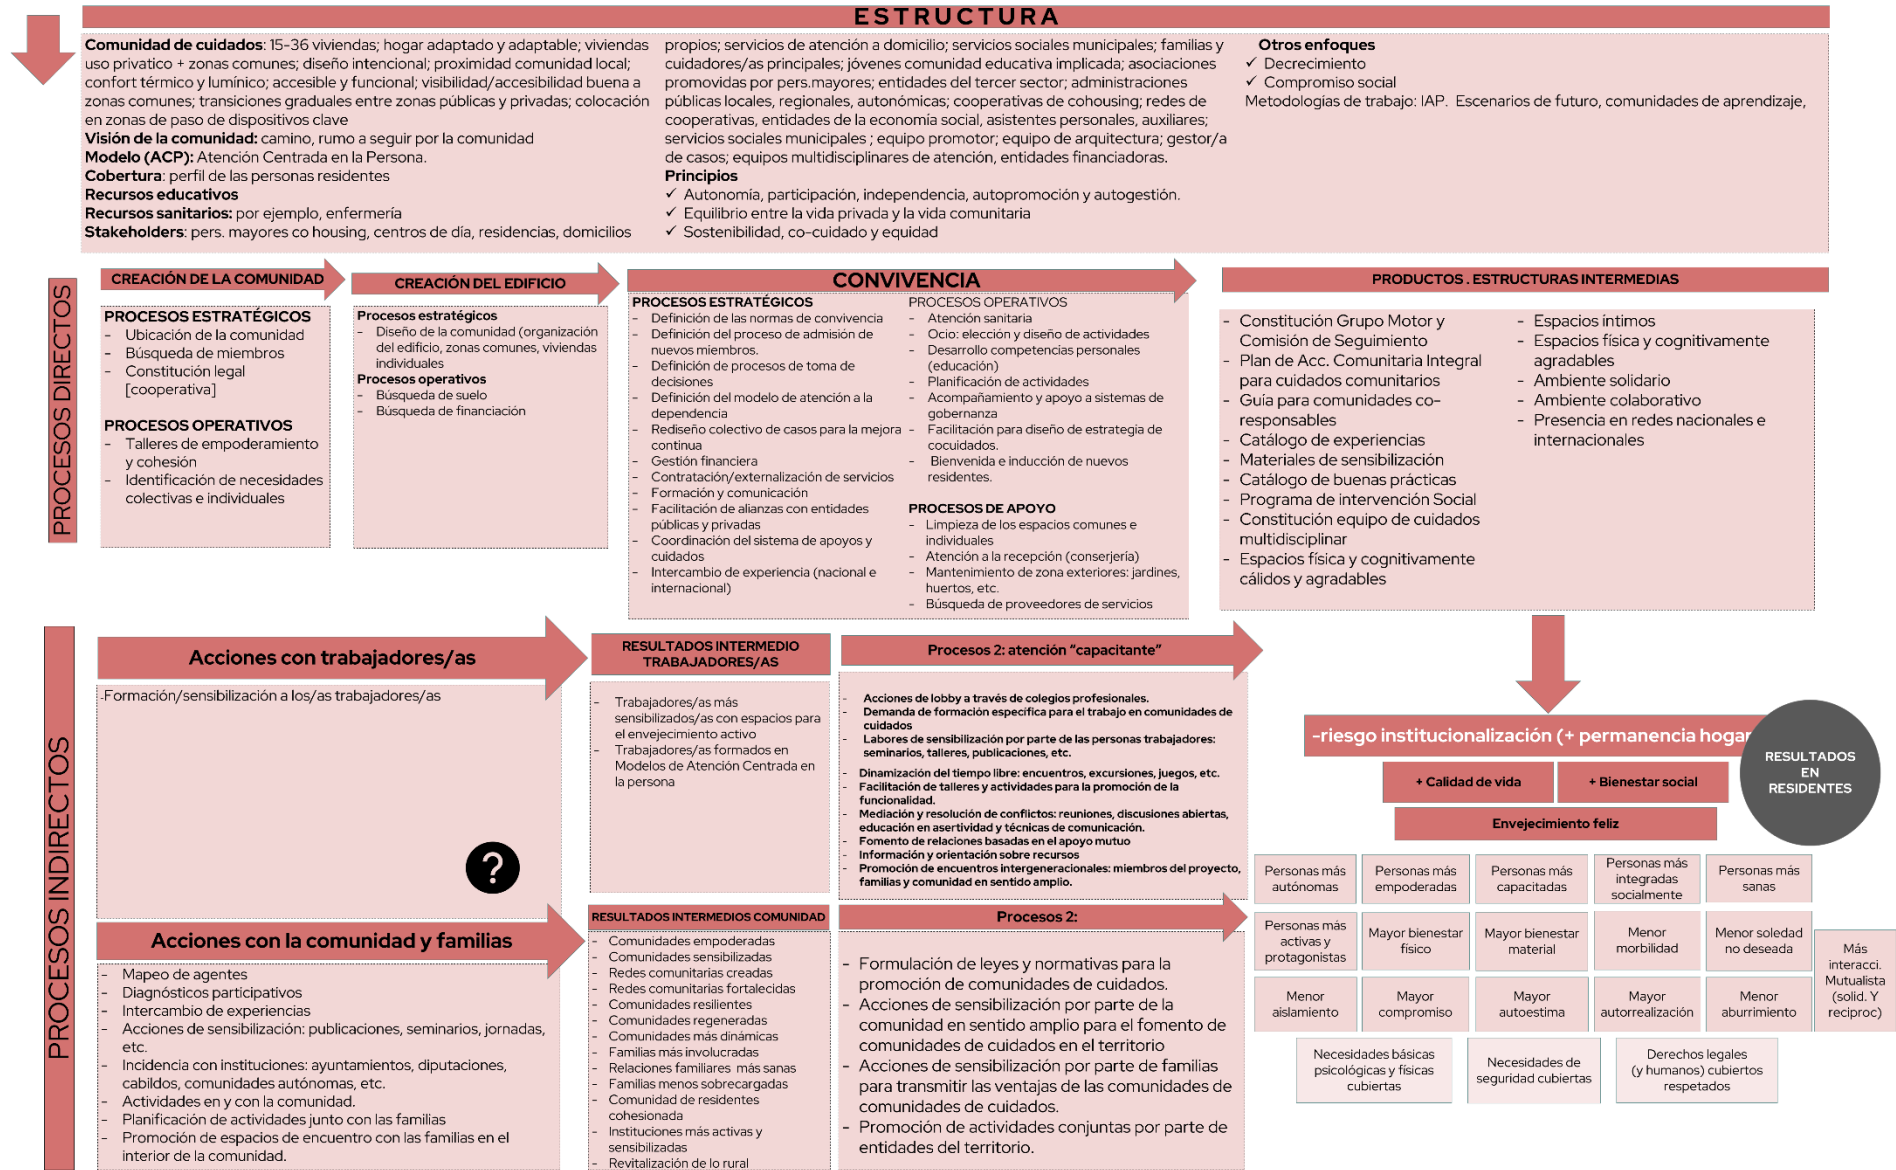 ESTRUCTURA
Comunidad de cuidados: 15-36 viviendas; hogar adaptado y adaptable; viviendas
uso privatico + zonas comunes; diseño intencional; proximidad comunidad local;
confort térmico y lumínico; accesible y funcional; visibilidad/accesibilidad buena a
zonas comunes; transiciones graduales entre zonas públicas y privadas; colocación
en zonas de paso de dispositivos clave
Visión de la comunidad: camino, rumo a seguir por la comunidad
Modelo (ACP): Atención Centrada en la Persona.
Cobertura: perfil de las personas residentes
Recursos educativos
Recursos sanitarios: por ejemplo, enfermería
Stakeholders: pers. mayores co housing, centros de día, residencias, domicilios
propios; servicios de atención a domicilio; servicios sociales municipales; familias y
cuidadores/as principales; jóvenes comunidad educativa implicada; asociaciones
promovidas por pers.mayores; entidades del tercer sector; administraciones
públicas locales, regionales, autonómicas; cooperativas de cohousing; redes de
cooperativas, entidades de la economía social, asistentes personales, auxiliares;
servicios sociales municipales ; equipo promotor; equipo de arquitectura; gestor/a
de casos; equipos multidisciplinares de atención, entidades financiadoras.
Principios
✓ Autonomía, participación, independencia, autopromoción y autogestión.
✓ Equilibrio entre la vida privada y la vida comunitaria
✓ Sostenibilidad, co-cuidado y equidad
Otros enfoques
✓ Decrecimiento
✓ Compromiso social
Metodologías de trabajo: IAP. Escenarios de futuro, comunidades de aprendizaje,
PROCESOS DIRECTOS
CREACIÓN DE LA COMUNIDAD
PROCESOS ESTRATÉGICOS
- Ubicación de la comunidad
- Búsqueda de miembros
- Constitución legal
[cooperativa]
PROCESOS OPERATIVOS
- Talleres de empoderamiento
y cohesión
- Identificación de necesidades
colectivas e individuales
CREACIÓN DEL EDIFICIO
Procesos estratégicos
- Diseño de la comunidad (organización
del edificio, zonas comunes, viviendas
individuales
Procesos operativos
- Búsqueda de suelo
- Búsqueda de financiación
CONVIVENCIA
PROCESOS ESTRATÉGICOS
- Definición de las normas de convivencia
- Definición del proceso de admisión de
nuevos miembros.
- Definición de procesos de toma de
decisiones
- Definición del modelo de atención a la
dependencia
- Rediseño colectivo de casos para la mejora
continua
- Gestión financiera
- Contratación/externalización de servicios
- Formación y comunicación
- Facilitación de alianzas con entidades
públicas y privadas
- Coordinación del sistema de apoyos y
cuidados
- Intercambio de experiencia (nacional e
internacional)
PROCESOS OPERATIVOS
- Atención sanitaria
- Ocio: elección y diseño de actividades
- Desarrollo competencias personales
(educación)
- Planificación de actividades
- Acompañamiento y apoyo a sistemas de
gobernanza
- Facilitación para diseño de estrategia de
cocuidados.
- Bienvenida e inducción de nuevos
residentes.
PROCESOS DE APOYO
- Limpieza de los espacios comunes e
individuales
- Atención a la recepción (conserjería)
- Mantenimiento de zona exteriores: jardines,
huertos, etc.
- Búsqueda de proveedores de servicios
PRODUCTOS . ESTRUCTURAS INTERMEDIAS
- Constitución Grupo Motor y
Comisión de Seguimiento
- Plan de Acc. Comunitaria Integral
para cuidados comunitarios
- Guía para comunidades co-
responsables
- Catálogo de experiencias
- Materiales de sensibilización
- Catálogo de buenas prácticas
- Programa de intervención Social
- Constitución equipo de cuidados
multidisciplinar
- Espacios física y cognitivamente
cálidos y agradables
- Espacios íntimos
- Espacios física y cognitivamente
agradables
- Ambiente solidario
- Ambiente colaborativo
- Presencia en redes nacionales e
internacionales
PROCESOS INDIRECTOS
Acciones con trabajadores/as
-Formación/sensibilización a los/as trabajadores/as
?
RESULTADOS INTERMEDIO
TRABAJADORES/AS
- Trabajadores/as más
sensibilizados/as con espacios para
el envejecimiento activo
- Trabajadores/as formados en
Modelos de Atención Centrada en
la persona
Procesos 2: atención “capacitante”
- Acciones de lobby a través de colegios profesionales.
- Demanda de formación específica para el trabajo en comunidades de
cuidados
- Labores de sensibilización por parte de las personas trabajadores:
seminarios, talleres, publicaciones, etc.
- Dinamización del tiempo libre: encuentros, excursiones, juegos, etc.
- Facilitación de talleres y actividades para la promoción de la
funcionalidad.
- Mediación y resolución de conflictos: reuniones, discusiones abiertas,
educación en asertividad y técnicas de comunicación.
- Fomento de relaciones basadas en el apoyo mutuo
- Información y orientación sobre recursos
- Promoción de encuentros intergeneracionales: miembros del proyecto,
familias y comunidad en sentido amplio.
Acciones con la comunidad y familias
- Mapeo de agentes
- Diagnósticos participativos
- Intercambio de experiencias
- Acciones de sensibilización: publicaciones, seminarios, jornadas,
etc.
- Incidencia con instituciones: ayuntamientos, diputaciones,
cabildos, comunidades autónomas, etc.
- Actividades en y con la comunidad.
- Planificación de actividades junto con las familias
- Promoción de espacios de encuentro con las familias en el
interior de la comunidad.
RESULTADOS INTERMEDIOS COMUNIDAD
- Comunidades empoderadas
- Comunidades sensibilizadas
- Redes comunitarias creadas
- Redes comunitarias fortalecidas
- Comunidades resilientes
- Comunidades regeneradas
- Comunidades más dinámicas
- Familias más involucradas
- Relaciones familiares más sanas
- Familias menos sobrecargadas
- Comunidad de residentes
cohesionada
- Instituciones más activas y
sensibilizadas
- Revitalización de lo rural
Procesos 2:
- Formulación de leyes y normativas para la
promoción de comunidades de cuidados.
- Acciones de sensibilización por parte de la
comunidad en sentido amplio para el fomento de
comunidades de cuidados en el territorio
- Acciones de sensibilización por parte de familias
para transmitir las ventajas de las comunidades de
comunidades de cuidados.
- Promoción de actividades conjuntas por parte de
entidades del territorio.
-riesgo institucionalización (+ permanencia hogar
RESULTADOS
EN
RESIDENTES
+ Calidad de vida
+ Bienestar social
Envejecimiento feliz
Personas más
autónomas
Personas más
empoderadas
Personas más
capacitadas
Personas más
integradas
socialmente
Personas más
sanas
Personas más
activas y
protagonistas
Mayor bienestar
físico
Mayor bienestar
material
Menor
morbilidad
Menor soledad
no deseada
Más
interacci.
Mutualista
(solid. Y
reciproc)
Menor
aislamiento
Mayor
compromiso
Mayor
autoestima
Mayor
autorrealización
Menor
aburrimiento
Necesidades básicas
psicológicas y físicas
cubiertas
Necesidades de
seguridad cubiertas
Derechos legales
(y humanos) cubiertos
respetados